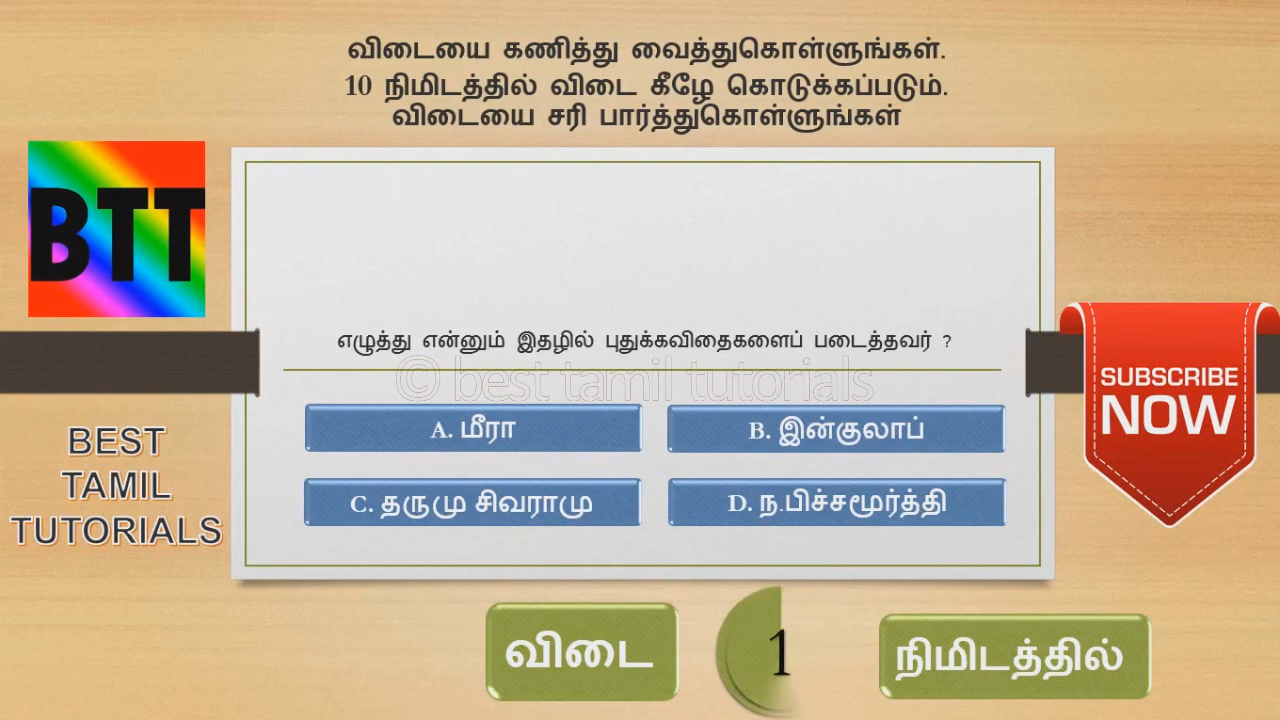 விடையை கணித்து வைத்துகொள்ளுங்கள்.
10 நிமிடத்தில் விடை கீழே கொடுக்கப்படும்.
விடையை சரி பார்த்துகொள்ளுங்கள்
BTT
எழுத்து என்னும் இதழில் புதுக்கவிதைகளைப் படைத்தவர் ?
© best tamil tutorials
A. மீரா
B. இன்குலாப்
C. தருமு சிவராமு
D. ந.பிச்சமூர்த்தி
SUBSCRIBE
NOW
BEST
TAMIL
TUTORIALS
விடை
1
நிமிடத்தில்